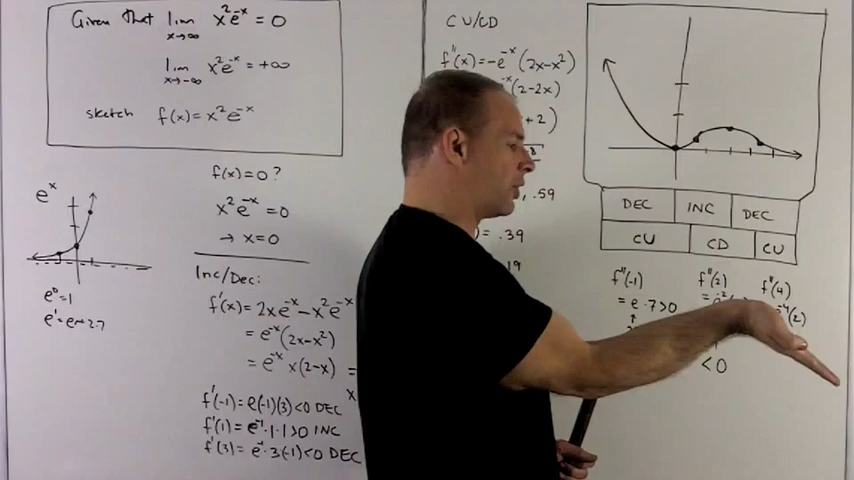 Given That lim x²e⁻ˣ = 0
x→∞
lim x²e⁻ˣ = +∞
x→-∞
sketch f(x) = x²e⁻ˣ
eˣ
e⁰=1
e¹=e≈2.7
f(x)=0?
x²e⁻ˣ=0
→ x=0
Inc/Dec:
f'(x) = 2xe⁻ˣ - x²e⁻ˣ
= e⁻ˣ(2x-x²)
= e⁻ˣ x(2-x) =
x
f'(-1) = e(-1)(3) <0 DEC
f'(1) = e⁻¹·1·1>0 INC
f'(3) = e⁻¹·3(-1)<0 DEC
CU/CD
f''(x) = -e⁻ˣ(2x-x²)
⁻ˣ(2-2x)
+2)
8
, .59
) = .39
19
DEC INC DEC
CU CD CU
f''(-1)
= e·7>0
f''(2)
<0
f''(4)
⁻⁴(2)